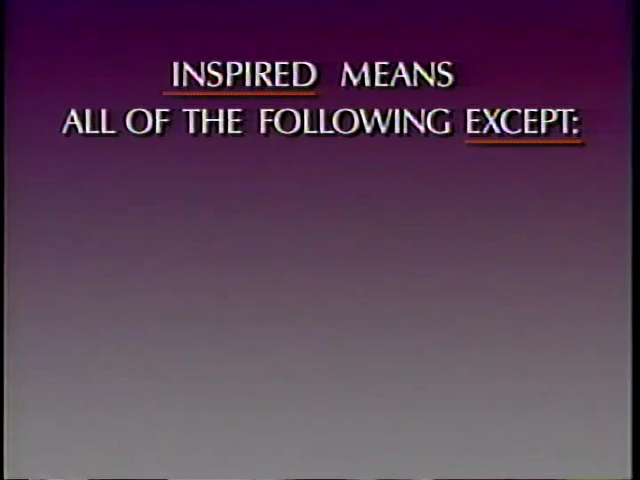 INSPIRED MEANS
ALL OF THE FOLLOWING EXCEPT: